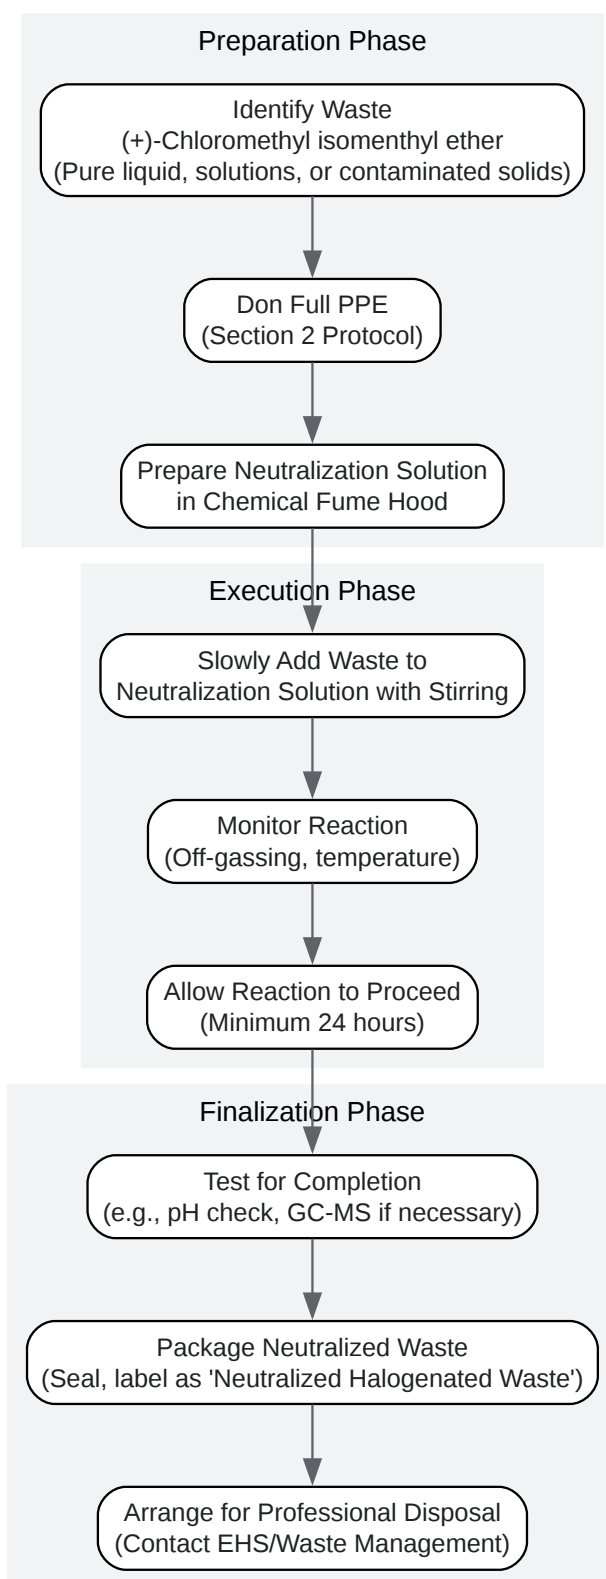 Preparation Phase
Identify Waste
(+)-Chloromethyl isomenthyl ether
(Pure liquid, solutions, or contaminated solids)
Don Full PPE
(Section 2 Protocol)
Prepare Neutralization Solution
in Chemical Fume Hood
Execution Phase
Slowly Add Waste to
Neutralization Solution with Stirring
Monitor Reaction
(Off-gassing, temperature)
Allow Reaction to Proceed
(Minimum 24 hours)
Finalization Phase
Test for Completion
(e.g., pH check, GC-MS if necessary)
Package Neutralized Waste
(Seal, label as 'Neutralized Halogenated Waste')
Arrange for Professional Disposal
(Contact EHS/Waste Management)